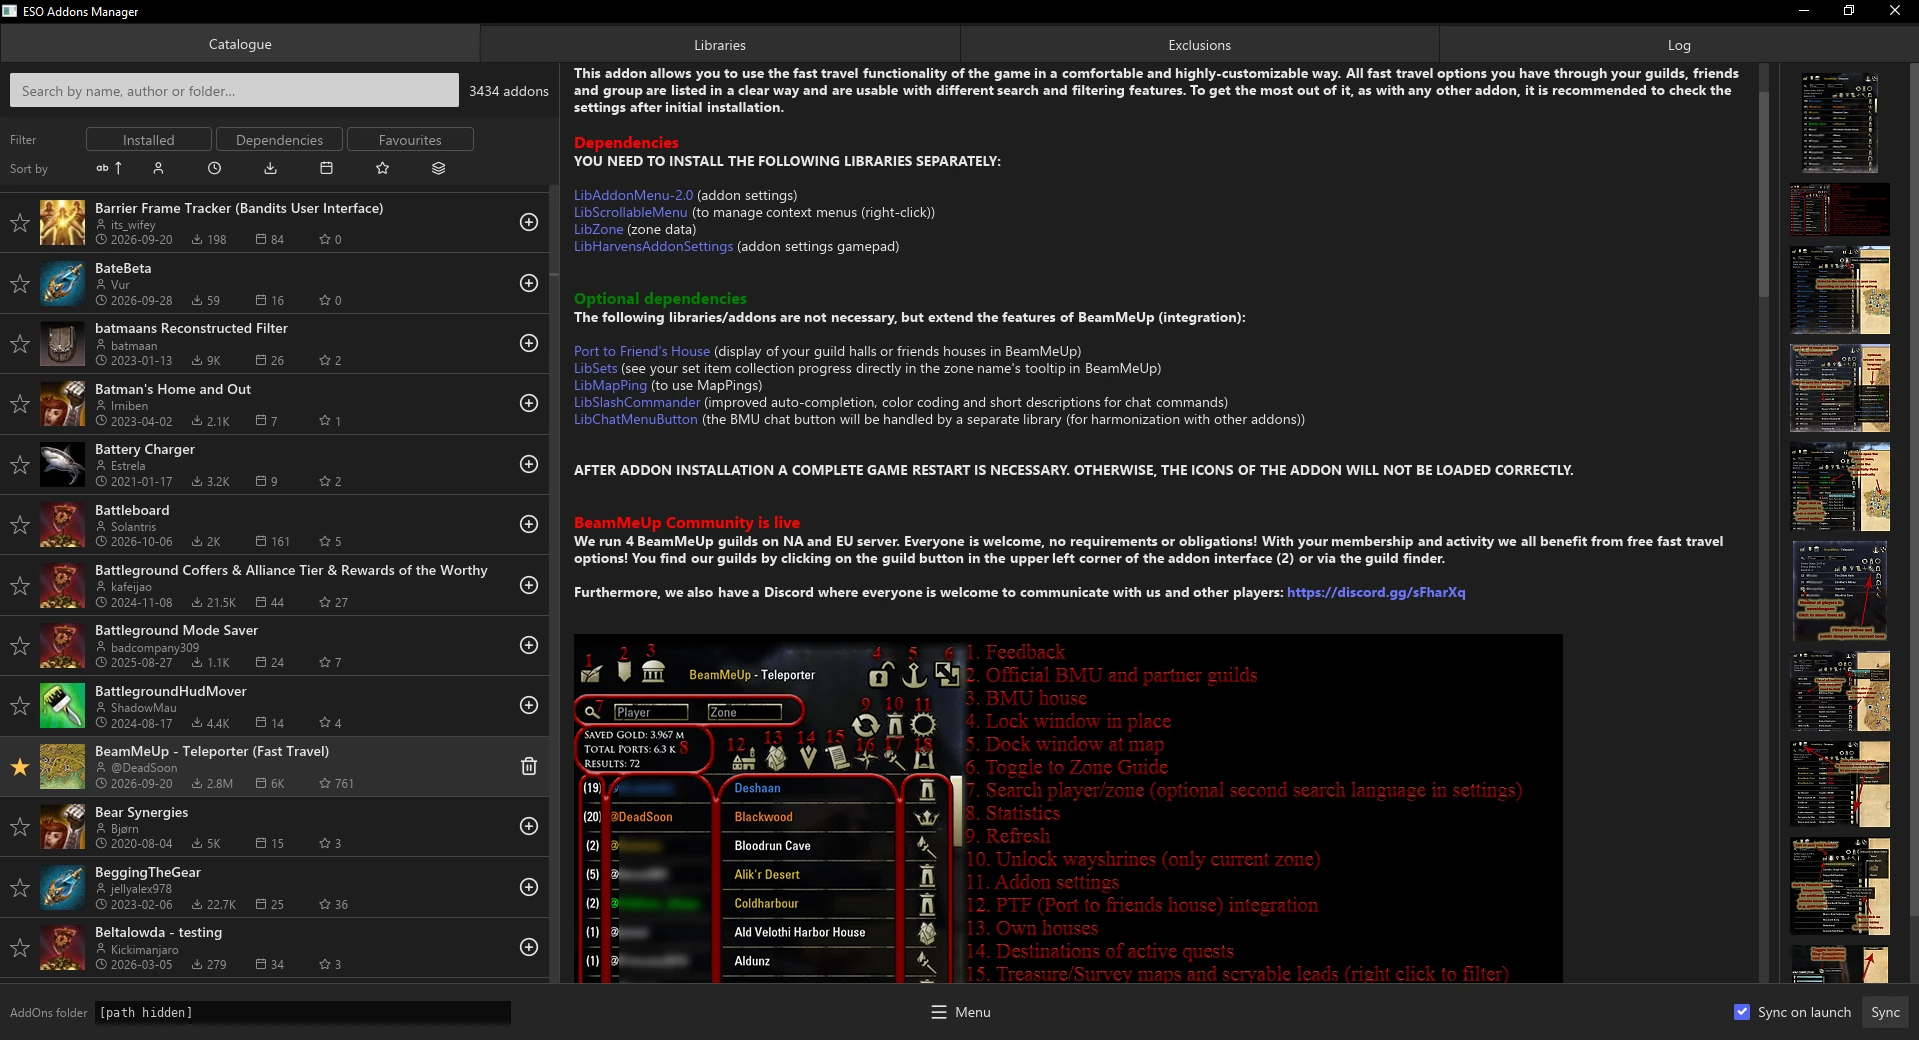 ESO Addons Manager
Catalogue
Libraries
Exclusions
Log
Search by name, author or folder...
3434 addons
Filter
Installed
Dependencies
Favourites
Sort by
ab
Barrier Frame Tracker (Bandits User Interface)
its_wifey
2026-09-20 198 84 0
BateBeta
Vur
2026-09-28 59 16 0
batmaans Reconstructed Filter
batmaan
2023-01-13 9K 26 2
Batman's Home and Out
Irniben
2023-04-02 2.1K 7 1
Battery Charger
Estrela
2021-01-17 3.2K 9 2
Battleboard
Solantris
2026-10-06 2K 161 5
Battleground Coffers & Alliance Tier & Rewards of the Worthy
kafeijao
2024-11-08 21.5K 44 27
Battleground Mode Saver
badcompany309
2025-08-27 1.1K 24 7
BattlegroundHudMover
ShadowMau
2024-08-17 4.4K 14 4
BeamMeUp - Teleporter (Fast Travel)
@DeadSoon
2026-09-20 2.8M 6K 761
Bear Synergies
Bjørn
2020-08-04 5K 15 3
BeggingTheGear
jellyalex978
2023-02-06 22.7K 25 36
Beltalowda - testing
Kickimanjaro
2026-03-05 279 34 3
This addon allows you to use the fast travel functionality of the game in a comfortable and highly-customizable way. All fast travel options you have through your guilds, friends
and group are listed in a clear way and are usable with different search and filtering features. To get the most out of it, as with any other addon, it is recommended to check the
settings after initial installation.
Dependencies
YOU NEED TO INSTALL THE FOLLOWING LIBRARIES SEPARATELY:
LibAddonMenu-2.0 (addon settings)
LibScrollableMenu (to manage context menus (right-click))
LibZone (zone data)
LibHarvensAddonSettings (addon settings gamepad)
Optional dependencies
The following libraries/addons are not necessary, but extend the features of BeamMeUp (integration):
Port to Friend's House (display of your guild halls or friends houses in BeamMeUp)
LibSets (see your set item collection progress directly in the zone name's tooltip in BeamMeUp)
LibMapPing (to use MapPings)
LibSlashCommander (improved auto-completion, color coding and short descriptions for chat commands)
LibChatMenuButton (the BMU chat button will be handled by a separate library (for harmonization with other addons))
AFTER ADDON INSTALLATION A COMPLETE GAME RESTART IS NECESSARY. OTHERWISE, THE ICONS OF THE ADDON WILL NOT BE LOADED CORRECTLY.
BeamMeUp Community is live
We run 4 BeamMeUp guilds on NA and EU server. Everyone is welcome, no requirements or obligations! With your membership and activity we all benefit from free fast travel
options! You find our guilds by clicking on the guild button in the upper left corner of the addon interface (2) or via the guild finder.
Furthermore, we also have a Discord where everyone is welcome to communicate with us and other players: https://discord.gg/sFharXq
1 2 3 BeamMeUp - Teleporter 4 5 6
7 Player Zone 9 10 11
SAVED GOLD: 3.967 M
TOTAL PORTS: 6.3 K 8
RESULTS: 72
12 13 14 15 16 17 18
(19) Deshaan
(20) @DeadSoon Blackwood
(2) @ Bloodrun Cave
(5) @ Alik'r Desert
(2) @ Coldharbour
(1) @ Ald Velothi Harbor House
(1) @ Aldunz
1. Feedback
2. Official BMU and partner guilds
3. BMU house
4. Lock window in place
5. Dock window at map
6. Toggle to Zone Guide
7. Search player/zone (optional second search language in settings)
8. Statistics
9. Refresh
10. Unlock wayshrines (only current zone)
11. Addon settings
12. PTF (Port to friends house) integration
13. Own houses
14. Destinations of active quests
15. Treasure/Survey maps and scryable leads (right click to filter)
AddOns folder
[path hidden]
Menu
Sync on launch
Sync